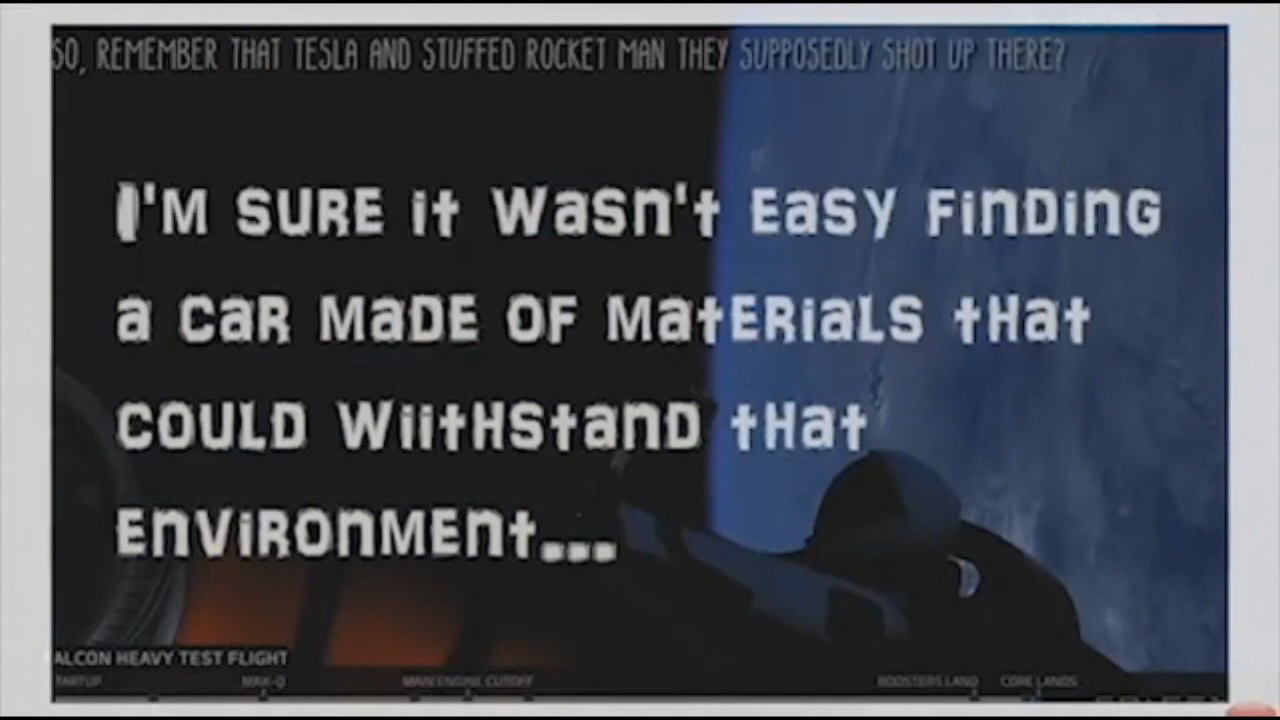 SO, REMEMBER THAT TESLA AND STUFFED ROCKET MAN THEY SUPPOSEDLY SHOT UP THERE?
I'M SURE it Wasn't Easy FinDinG
a CaR MaDE OF MatERiaLS tHat
COULD WiitHStanD tHat
EnViROnMEnt...
ALCON HEAVY TEST FLIGHT
TARTUP MAX-Q MAIN ENGINE CUTOFF BOOSTERS LAND CORE LANDS